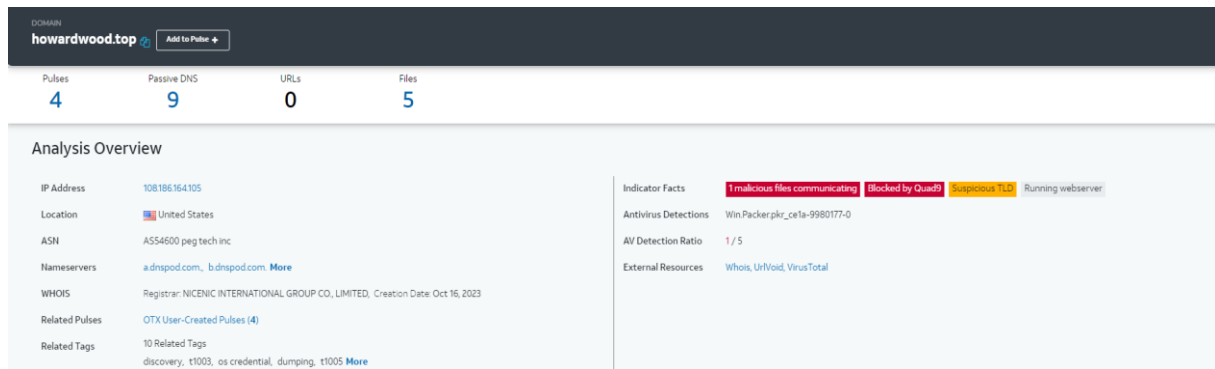 DOMAIN
howardwood.top Add to Pulse +
Pulses Passive DNS URLs Files
4 9 0 5
Analysis Overview
IP Address 108.186.164.105
Location United States
ASN AS54600 peg tech inc
Nameservers a.dnspod.com., b.dnspod.com. More
WHOIS Registrar: NICENIC INTERNATIONAL GROUP CO., LIMITED, Creation Date: Oct 16, 2023
Related Pulses OTX User-Created Pulses (4)
Related Tags 10 Related Tags
discovery, t1003, os credential, dumping, t1005 More
Indicator Facts 1 malicious files communicating Blocked by Quad9 Suspicious TLD Running webserver
Antivirus Detections Win.Packer.pkr_ce1a-9980177-0
AV Detection Ratio 1 / 5
External Resources Whois, UrlVoid, VirusTotal